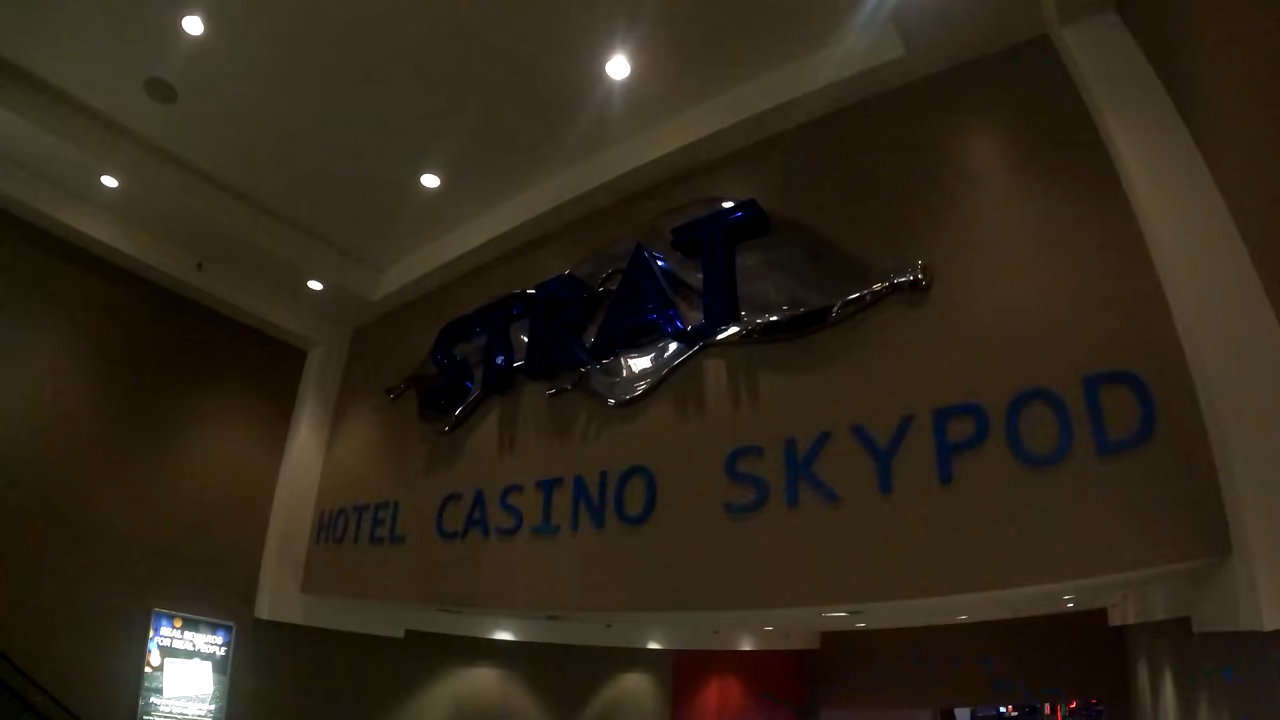 STRAT
HOTEL CASINO SKYPOD
REAL REWARDS
FOR REAL PEOPLE